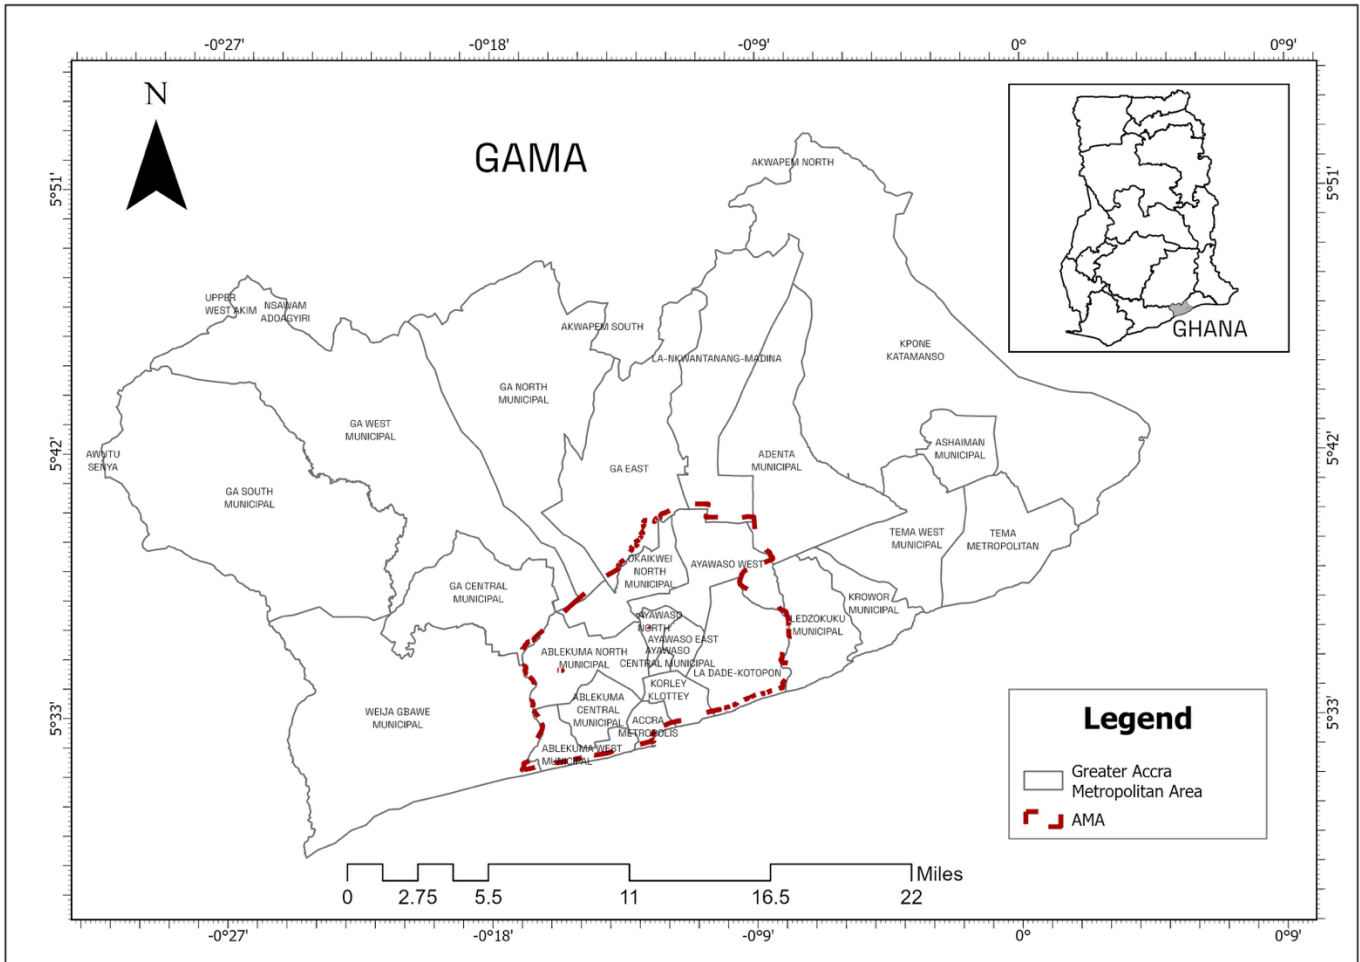 -0°27'
-0°18'
-0°9'
0°
0°9'
N
GAMA
AKWAPEM NORTH
5°51'
5°51'
UPPER
WEST AKIM
NSAWAM
ADOAGYIRI
AKWAPEM SOUTH
GHANA
LA-NKWANTANANG-MADINA
KPONE
KATAMANSO
GA NORTH
MUNICIPAL
GA WEST
MUNICIPAL
5°42'
5°42'
AWUTU
SENYA
GA EAST
ADENTA
MUNICIPAL
ASHAIMAN
MUNICIPAL
GA SOUTH
MUNICIPAL
TEMA WEST
MUNICIPAL
TEMA
METROPOLITAN
OKAIKWEI
NORTH
MUNICIPAL
AYAWASO WEST
GA CENTRAL
MUNICIPAL
KROWOR
MUNICIPAL
LEDZOKUKU
MUNICIPAL
AYAWASO
NORTH
AYAWASO EAST
AYAWASO
CENTRAL MUNICIPAL
ABLEKUMA NORTH
MUNICIPAL
LA DADE-KOTOPON
KORLEY
KLOTTEY
ABLEKUMA
CENTRAL
MUNICIPAL
WEIJA GBAWE
MUNICIPAL
ACCRA
METROPOLIS
ABLEKUMA WEST
MUNICIPAL
5°33'
5°33'
Legend
Greater Accra
Metropolitan Area
AMA
Miles
0
2.75
5.5
11
16.5
22
-0°27'
-0°18'
-0°9'
0°
0°9'